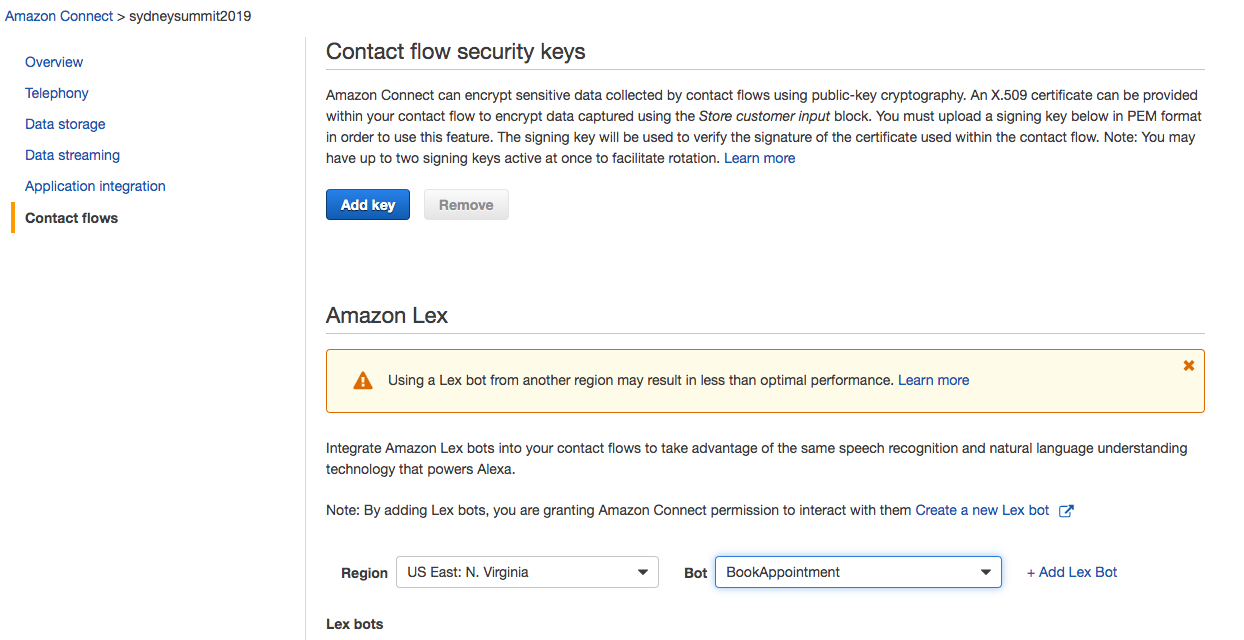 Amazon Connect > sydneysummit2019
Overview
Telephony
Data storage
Data streaming
Application integration
Contact flows
Contact flow security keys
Amazon Connect can encrypt sensitive data collected by contact flows using public-key cryptography. An X.509 certificate can be provided
within your contact flow to encrypt data captured using the Store customer input block. You must upload a signing key below in PEM format
in order to use this feature. The signing key will be used to verify the signature of the certificate used within the contact flow. Note: You may
have up to two signing keys active at once to facilitate rotation. Learn more
Add key Remove
Amazon Lex
Using a Lex bot from another region may result in less than optimal performance. Learn more
Integrate Amazon Lex bots into your contact flows to take advantage of the same speech recognition and natural language understanding
technology that powers Alexa.
Note: By adding Lex bots, you are granting Amazon Connect permission to interact with them Create a new Lex bot
Region US East: N. Virginia Bot BookAppointment + Add Lex Bot
Lex bots